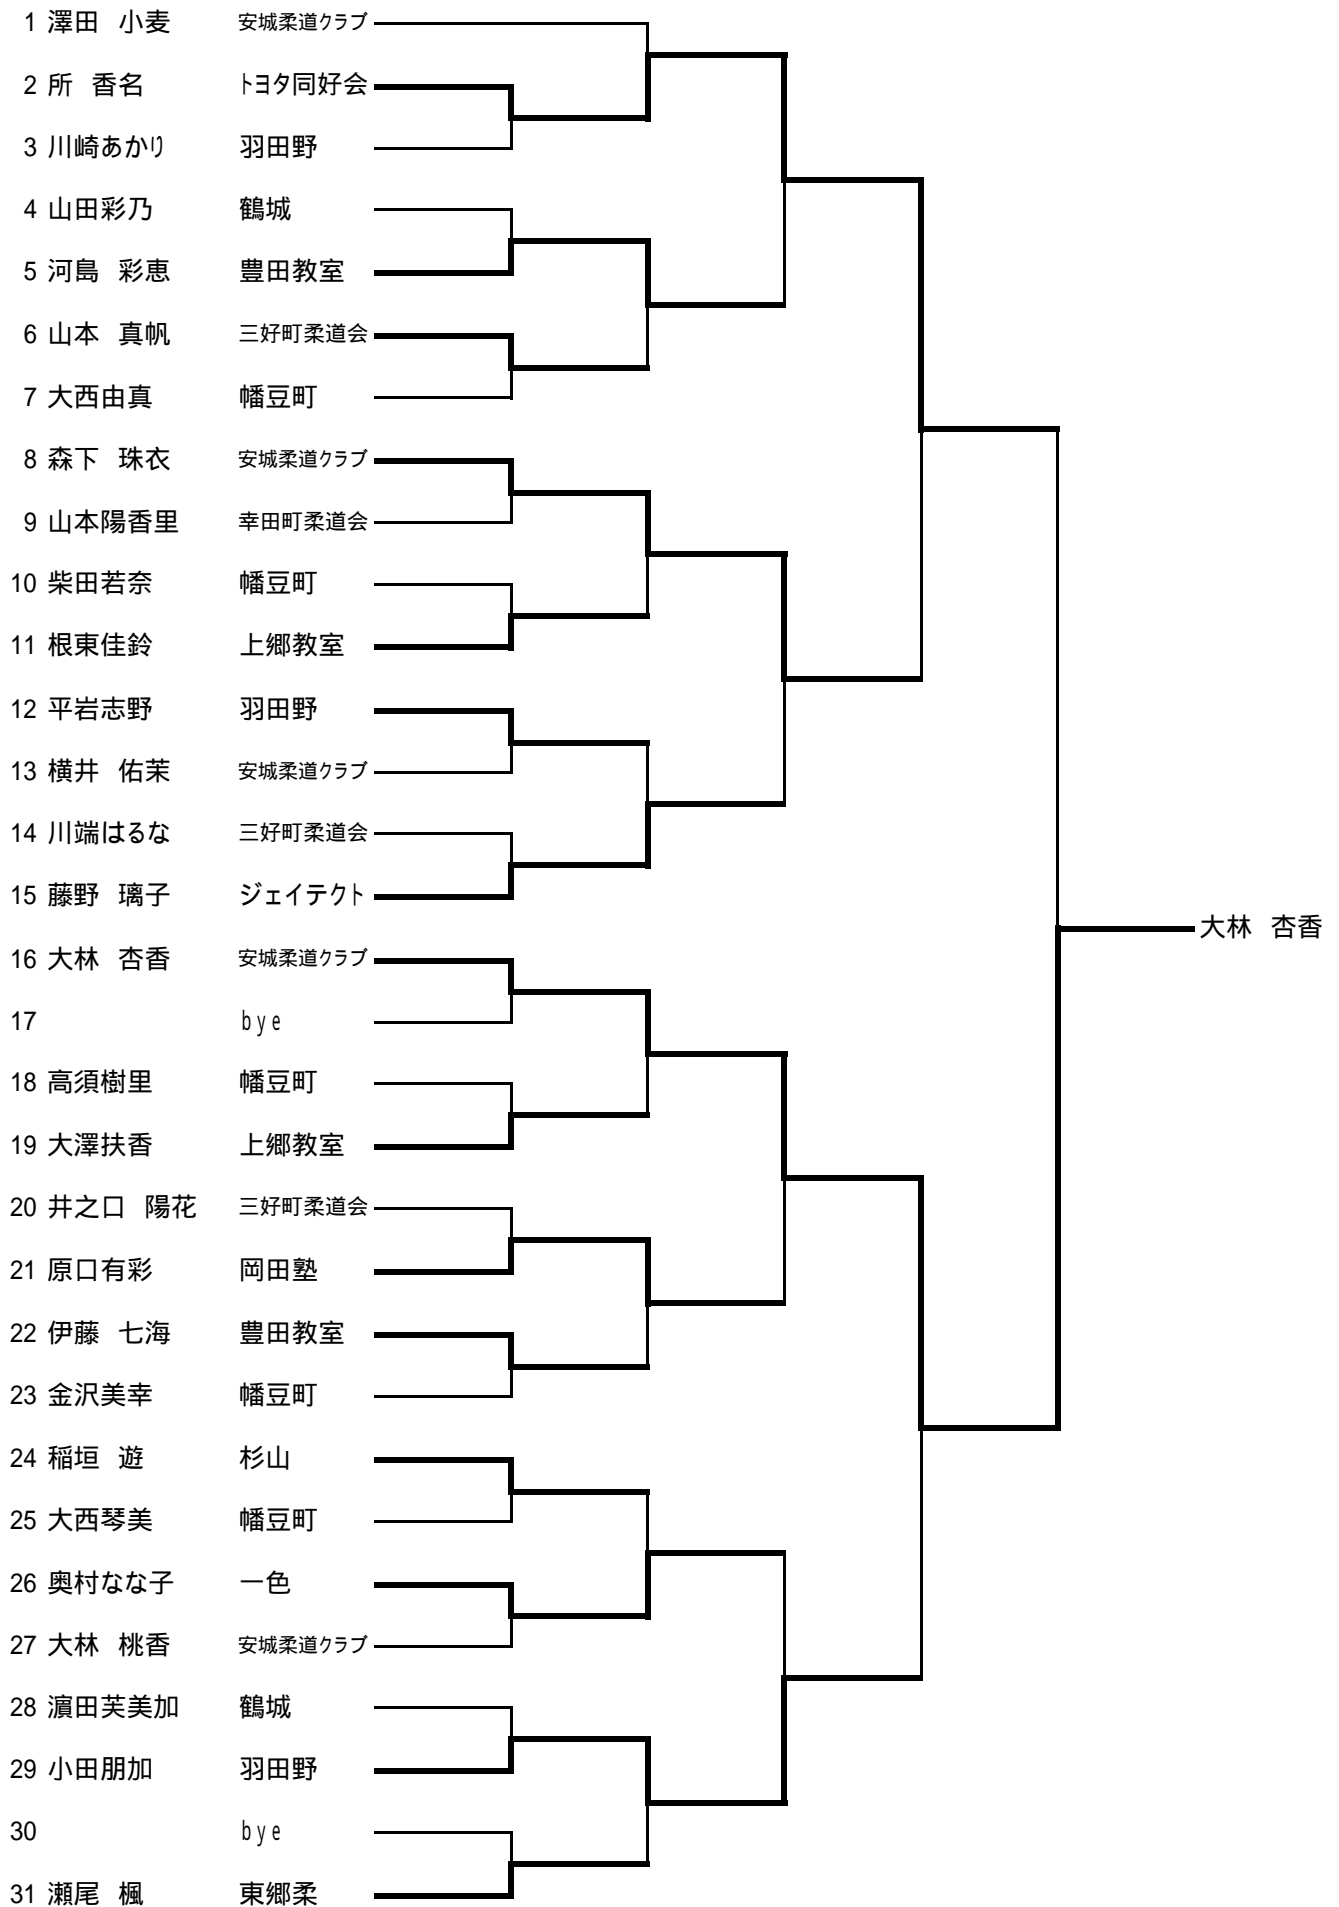 1 澤田 小麦 安城柔道クラブ
2 所 香名 トヨタ同好会
3 川崎あかり 羽田野
4 山田彩乃 鶴城
5 河島 彩恵 豊田教室
6 山本 真帆 三好町柔道会
7 大西由真 幡豆町
8 森下 珠衣 安城柔道クラブ
9 山本陽香里 幸田町柔道会
10 柴田若奈 幡豆町
11 根東佳鈴 上郷教室
12 平岩志野 羽田野
13 横井 佑茉 安城柔道クラブ
14 川端はるな 三好町柔道会
15 藤野 璃子 ジェイテクト
大林 杏香
16 大林 杏香 安城柔道クラブ
17 bye
18 高須樹里 幡豆町
19 大澤扶香 上郷教室
20 井之口 陽花 三好町柔道会
21 原口有彩 岡田塾
22 伊藤 七海 豊田教室
23 金沢美幸 幡豆町
24 稲垣 遊 杉山
25 大西琴美 幡豆町
26 奥村なな子 一色
27 大林 桃香 安城柔道クラブ
28 濵田芙美加 鶴城
29 小田朋加 羽田野
30 bye
31 瀬尾 楓 東郷柔